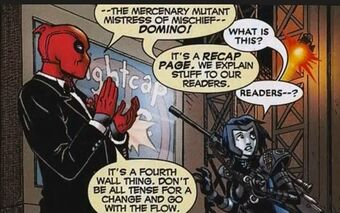 --THE MERCENARY MUTANT
MISTRESS OF MISCHIEF--
DOMINO!
WHAT IS
THIS?
IT'S A RECAP
PAGE. WE EXPLAIN
STUFF TO OUR
READERS.
READERS--?
ghtcap
IT'S A FOURTH
WALL THING. DON'T
BE ALL TENSE FOR A
CHANGE AND GO
WITH THE FLOW.